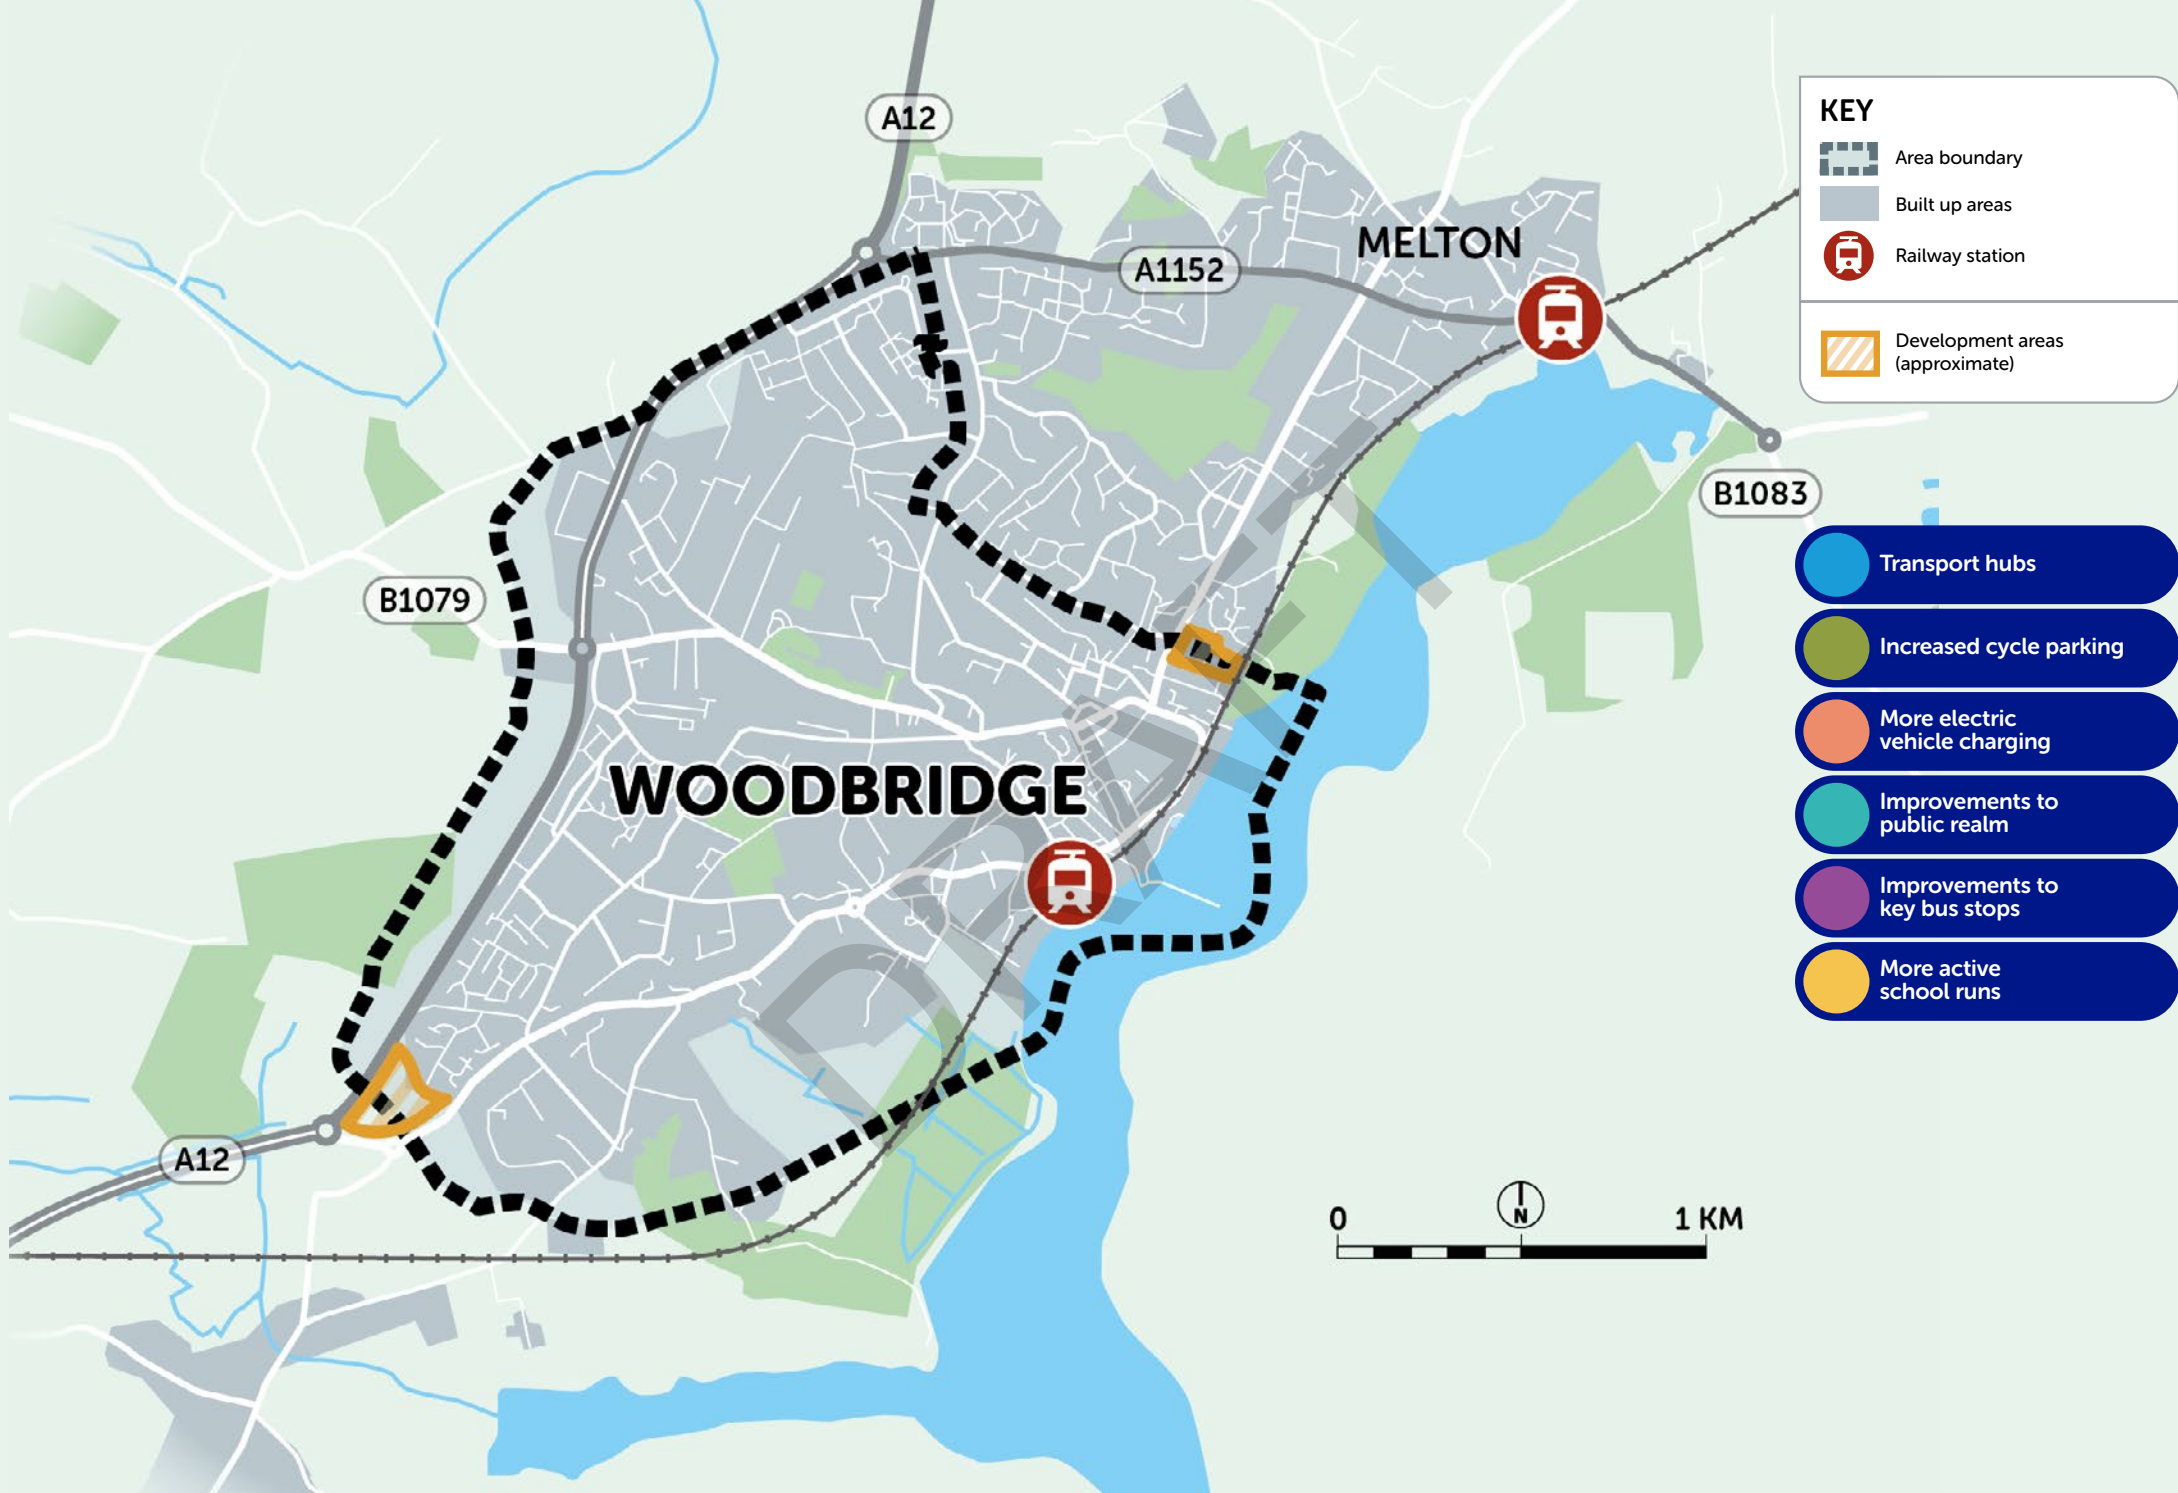 A12
KEY
Area boundary
Built up areas
Railway station
Development areas
(approximate)
MELTON
A1152
B1083
B1079
Transport hubs
Increased cycle parking
More electric
vehicle charging
Improvements to
public realm
Improvements to
key bus stops
More active
school runs
WOODBRIDGE
DRAFT
A12
0
N
1 KM